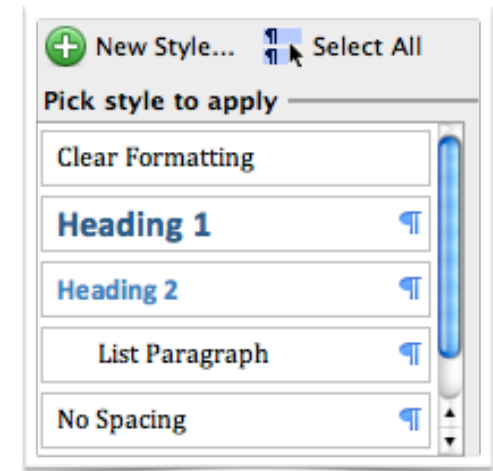 New Style... Select All
Pick style to apply
Clear Formatting
Heading 1 ¶
Heading 2 ¶
List Paragraph ¶
No Spacing ¶